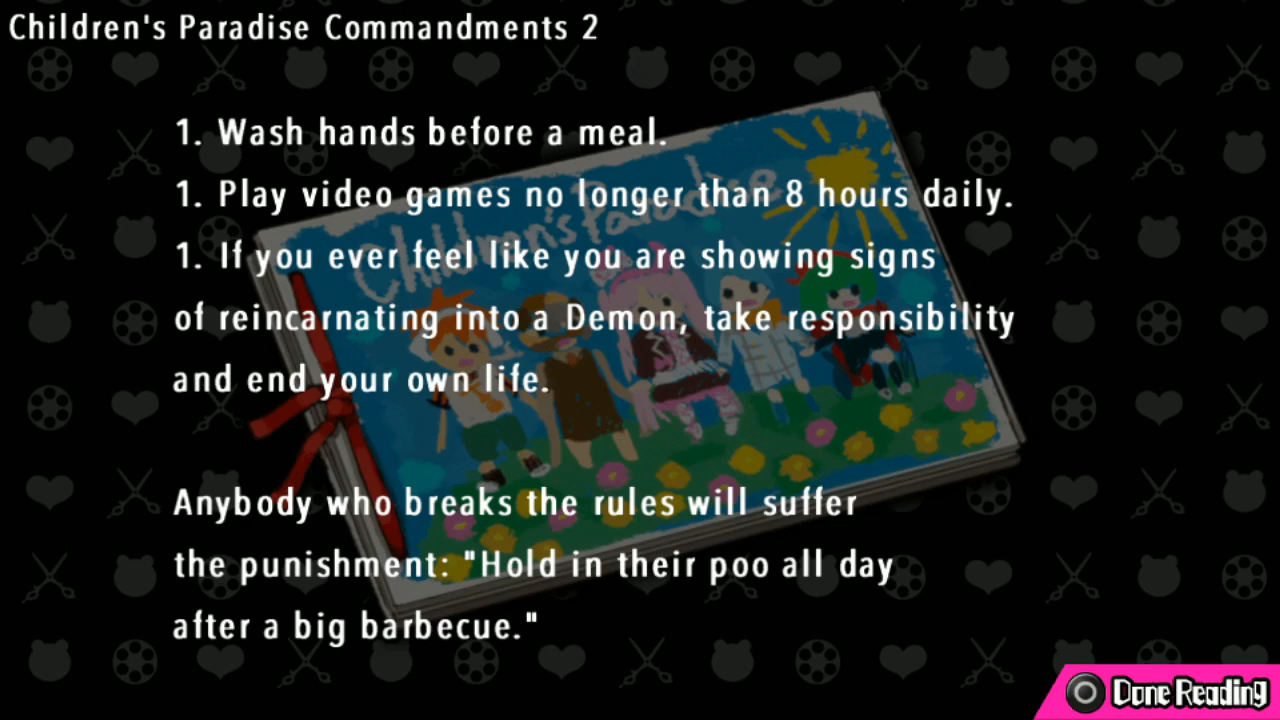 Children's Paradise Commandments 2
1. Wash hands before a meal.
1. Play video games no longer than 8 hours daily.
1. If you ever feel like you are showing signs
of reincarnating into a Demon, take responsibility
and end your own life.
Anybody who breaks the rules will suffer
the punishment: "Hold in their poo all day
after a big barbecue."
Children's Paradise
Done Reading